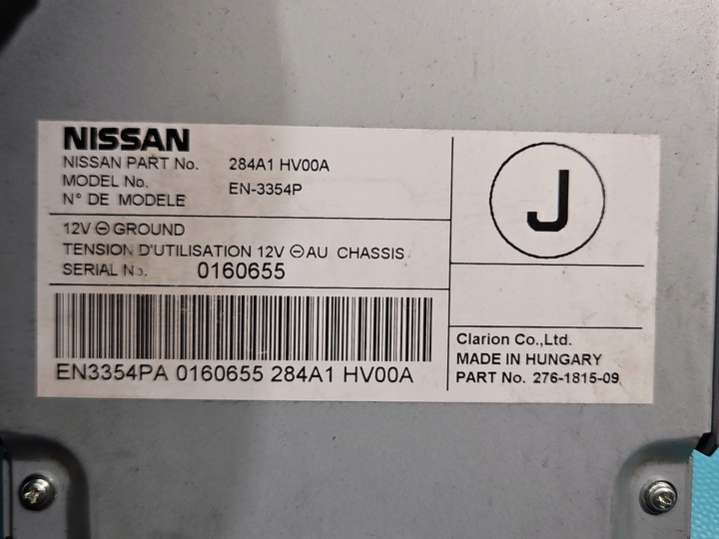 NISSAN
NISSAN PART No. 284A1 HV00A
MODEL No. EN-3354P
N° DE MODELE
12V ⊖ GROUND
TENSION D'UTILISATION 12V ⊖ AU CHASSIS
SERIAL No. 0160655
EN3354PA 0160655 284A1 HV00A
J
Clarion Co.,Ltd.
MADE IN HUNGARY
PART No. 276-1815-09